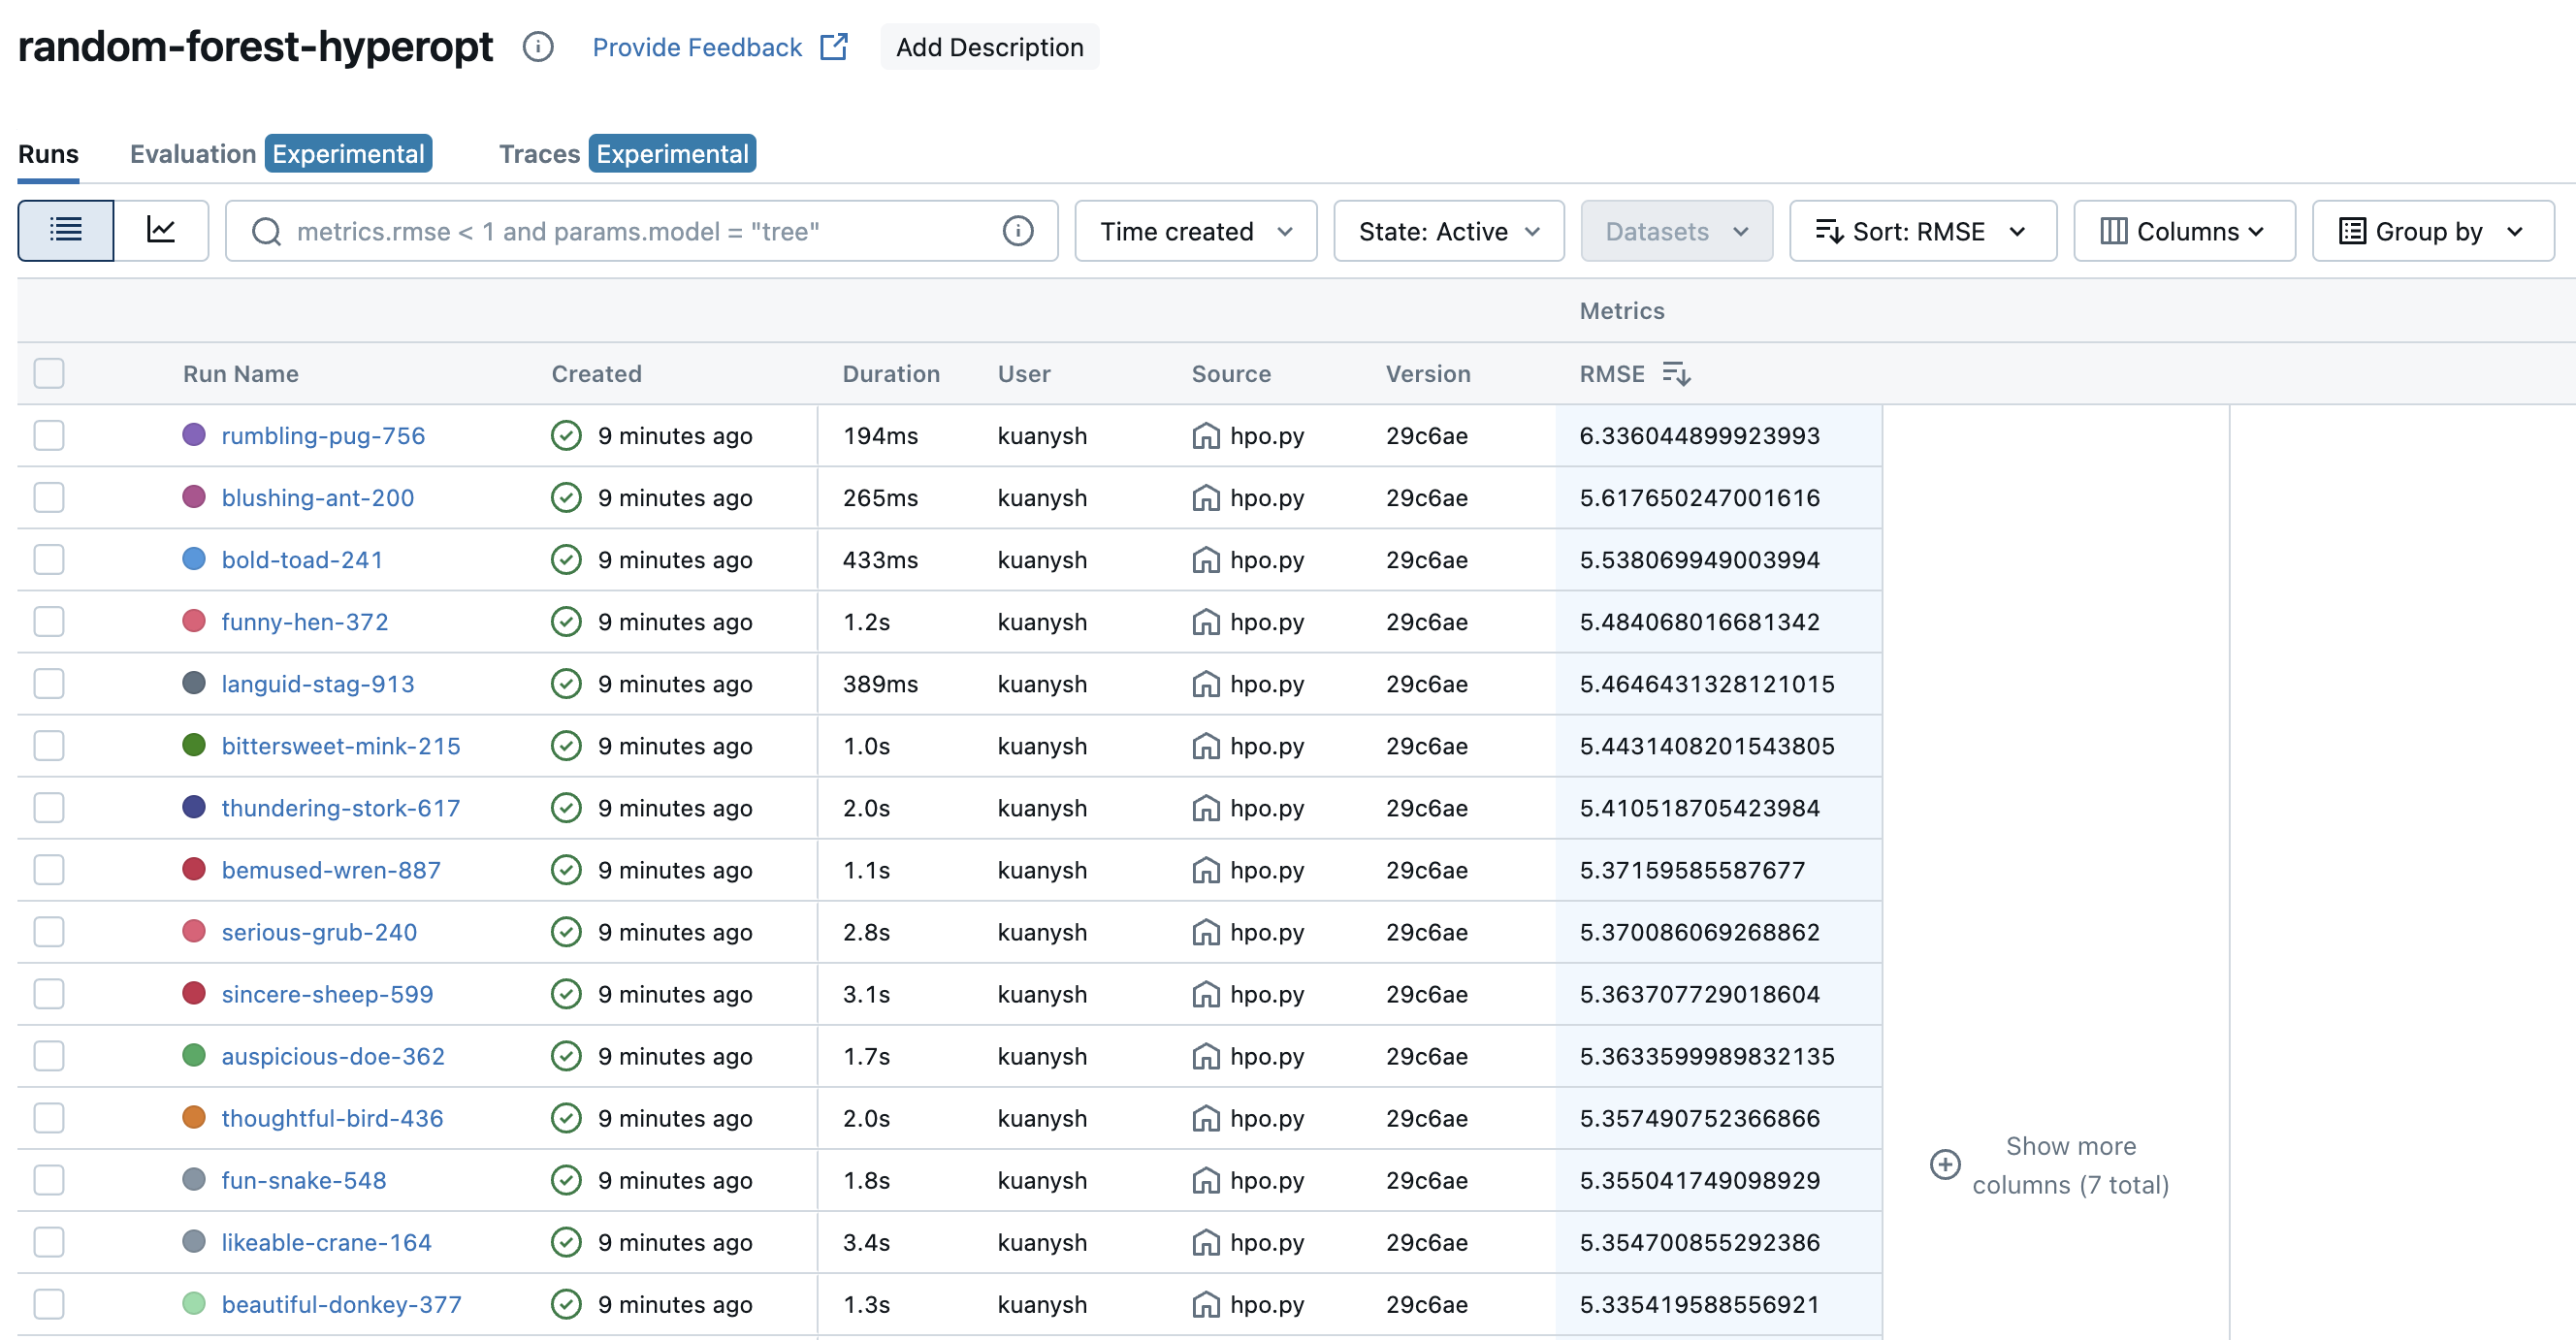 random-forest-hyperopt Provide Feedback Add Description
Runs Evaluation Experimental Traces Experimental
metrics.rmse < 1 and params.model = "tree" Time created State: Active Datasets Sort: RMSE Columns Group by
Metrics
Run Name Created Duration User Source Version RMSE
rumbling-pug-756 9 minutes ago 194ms kuanysh hpo.py 29c6ae 6.336044899923993
blushing-ant-200 9 minutes ago 265ms kuanysh hpo.py 29c6ae 5.617650247001616
bold-toad-241 9 minutes ago 433ms kuanysh hpo.py 29c6ae 5.538069949003994
funny-hen-372 9 minutes ago 1.2s kuanysh hpo.py 29c6ae 5.484068016681342
languid-stag-913 9 minutes ago 389ms kuanysh hpo.py 29c6ae 5.4646431328121015
bittersweet-mink-215 9 minutes ago 1.0s kuanysh hpo.py 29c6ae 5.4431408201543805
thundering-stork-617 9 minutes ago 2.0s kuanysh hpo.py 29c6ae 5.410518705423984
bemused-wren-887 9 minutes ago 1.1s kuanysh hpo.py 29c6ae 5.37159585587677
serious-grub-240 9 minutes ago 2.8s kuanysh hpo.py 29c6ae 5.370086069268862
sincere-sheep-599 9 minutes ago 3.1s kuanysh hpo.py 29c6ae 5.363707729018604
auspicious-doe-362 9 minutes ago 1.7s kuanysh hpo.py 29c6ae 5.3633599989832135
thoughtful-bird-436 9 minutes ago 2.0s kuanysh hpo.py 29c6ae 5.357490752366866
fun-snake-548 9 minutes ago 1.8s kuanysh hpo.py 29c6ae 5.355041749098929
likeable-crane-164 9 minutes ago 3.4s kuanysh hpo.py 29c6ae 5.354700855292386
beautiful-donkey-377 9 minutes ago 1.3s kuanysh hpo.py 29c6ae 5.335419588556921
Show more
columns (7 total)